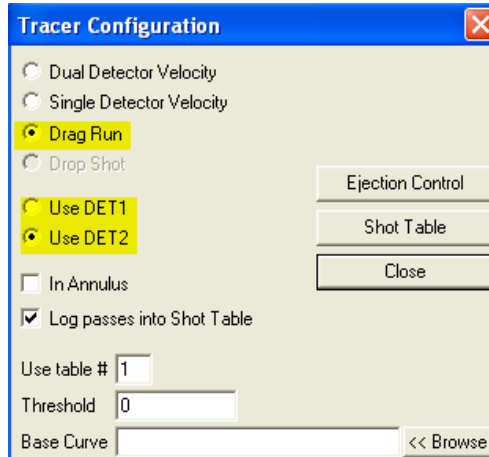 Tracer Configuration
Dual Detector Velocity
Single Detector Velocity
Drag Run
Drop Shot
Ejection Control
Use DET1
Shot Table
Use DET2
Close
In Annulus
Log passes into Shot Table
Use table # 1
Threshold 0
Base Curve << Browse